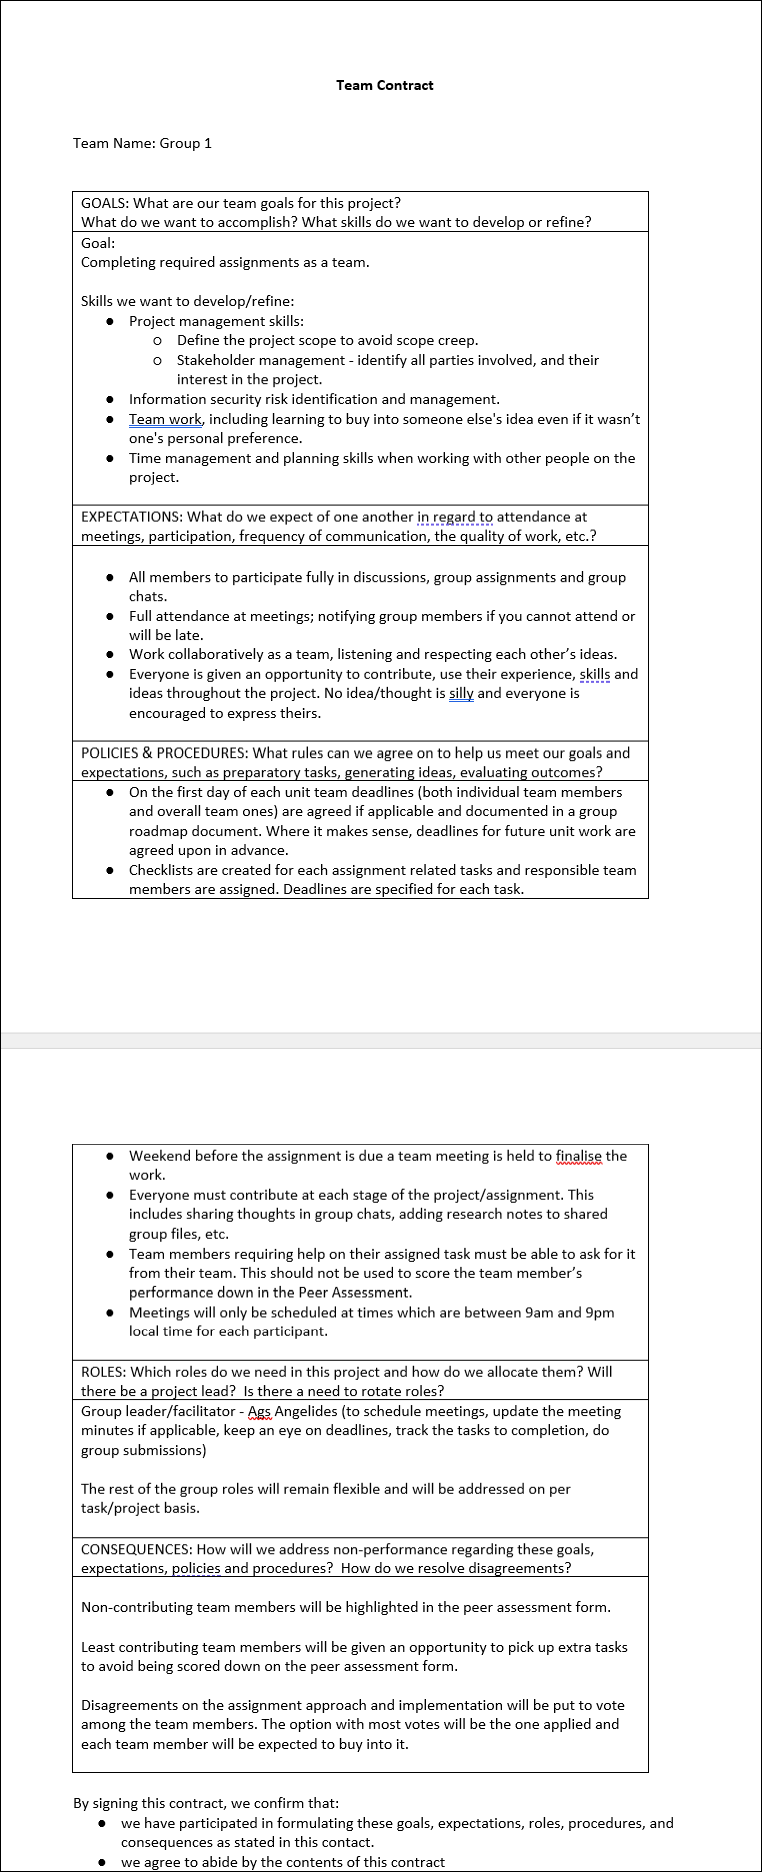 Team Contract
Team Name: Group 1
GOALS: What are our team goals for this project?
What do we want to accomplish? What skills do we want to develop or refine?
Goal:
Completing required assignments as a team.
Skills we want to develop/refine:
● Project management skills:
o Define the project scope to avoid scope creep.
o Stakeholder management - identify all parties involved, and their
interest in the project.
● Information security risk identification and management.
● Team work, including learning to buy into someone else's idea even if it wasn’t
one's personal preference.
● Time management and planning skills when working with other people on the
project.
EXPECTATIONS: What do we expect of one another in regard to attendance at
meetings, participation, frequency of communication, the quality of work, etc.?
● All members to participate fully in discussions, group assignments and group
chats.
● Full attendance at meetings; notifying group members if you cannot attend or
will be late.
● Work collaboratively as a team, listening and respecting each other’s ideas.
● Everyone is given an opportunity to contribute, use their experience, skills and
ideas throughout the project. No idea/thought is silly and everyone is
encouraged to express theirs.
POLICIES & PROCEDURES: What rules can we agree on to help us meet our goals and
expectations, such as preparatory tasks, generating ideas, evaluating outcomes?
● On the first day of each unit team deadlines (both individual team members
and overall team ones) are agreed if applicable and documented in a group
roadmap document. Where it makes sense, deadlines for future unit work are
agreed upon in advance.
● Checklists are created for each assignment related tasks and responsible team
members are assigned. Deadlines are specified for each task.
● Weekend before the assignment is due a team meeting is held to finalise the
work.
● Everyone must contribute at each stage of the project/assignment. This
includes sharing thoughts in group chats, adding research notes to shared
group files, etc.
● Team members requiring help on their assigned task must be able to ask for it
from their team. This should not be used to score the team member’s
performance down in the Peer Assessment.
● Meetings will only be scheduled at times which are between 9am and 9pm
local time for each participant.
ROLES: Which roles do we need in this project and how do we allocate them? Will
there be a project lead?  Is there a need to rotate roles?
Group leader/facilitator - Ags Angelides (to schedule meetings, update the meeting
minutes if applicable, keep an eye on deadlines, track the tasks to completion, do
group submissions)
The rest of the group roles will remain flexible and will be addressed on per
task/project basis.
CONSEQUENCES: How will we address non-performance regarding these goals,
expectations, policies and procedures?  How do we resolve disagreements?
Non-contributing team members will be highlighted in the peer assessment form.
Least contributing team members will be given an opportunity to pick up extra tasks
to avoid being scored down on the peer assessment form.
Disagreements on the assignment approach and implementation will be put to vote
among the team members. The option with most votes will be the one applied and
each team member will be expected to buy into it.
By signing this contract, we confirm that:
● we have participated in formulating these goals, expectations, roles, procedures, and
consequences as stated in this contact.
● we agree to abide by the contents of this contract